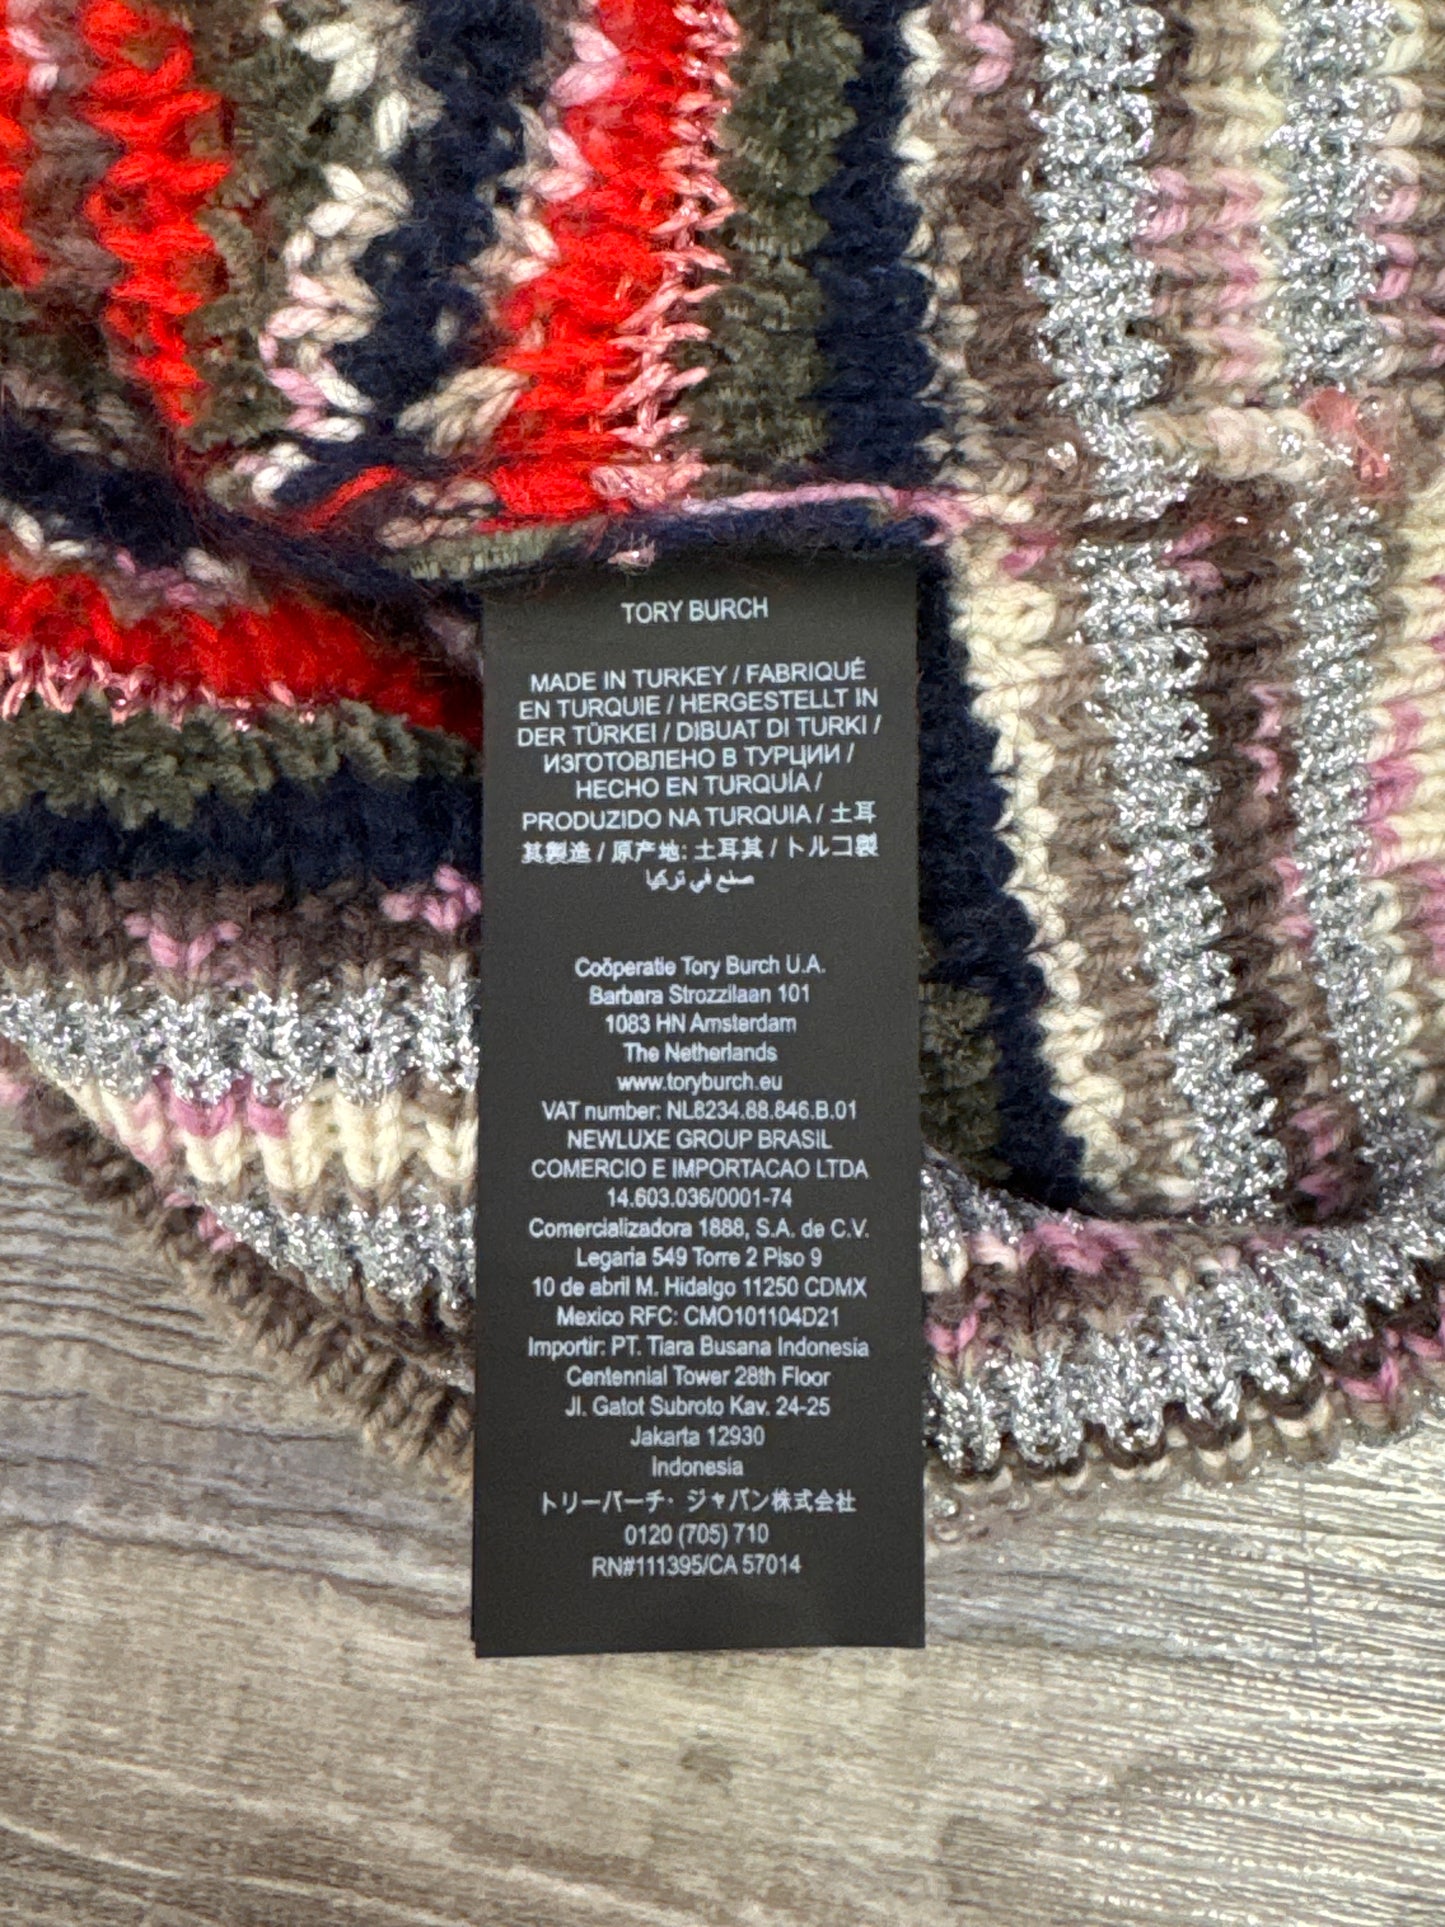 TORY BURCH
MADE IN TURKEY / FABRIQUÉ
EN TURQUIE / HERGESTELLT IN
DER TÜRKEI / DIBUAT DI TURKI /
ИЗГОТОВЛЕНО В ТУРЦИИ /
HECHO EN TURQUÍA /
PRODUZIDO NA TURQUIA / 土耳
其製造 / 原产地: 土耳其 / トルコ製
صنع في تركيا
Coöperatie Tory Burch U.A.
Barbara Strozzilaan 101
1083 HN Amsterdam
The Netherlands
www.toryburch.eu
VAT number: NL8234.88.846.B.01
NEWLUXE GROUP BRASIL
COMERCIO E IMPORTACAO LTDA
14.603.036/0001-74
Comercializadora 1888, S.A. de C.V.
Legaria 549 Torre 2 Piso 9
10 de abril M. Hidalgo 11250 CDMX
Mexico RFC: CMO101104D21
Importir: PT. Tiara Busana Indonesia
Centennial Tower 28th Floor
Jl. Gatot Subroto Kav. 24-25
Jakarta 12930
Indonesia
トリーバーチ・ジャパン株式会社
0120 (705) 710
RN#111395/CA 57014